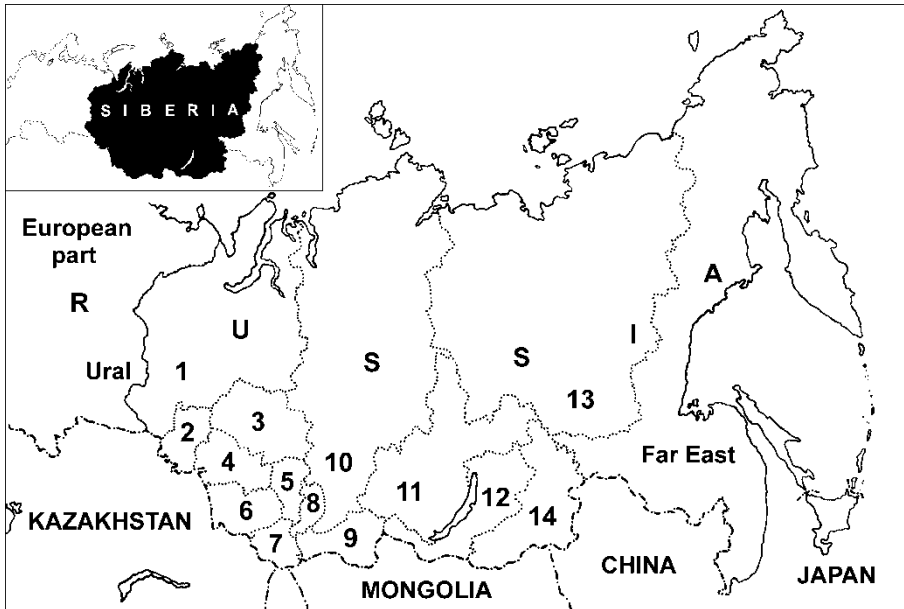 SIBERIA
European
part
R
A
U
Ural
1
I
S
S
13
2
3
Far East
4
10
5
11
12
8
6
14
KAZAKHSTAN
9
7
CHINA
JAPAN
MONGOLIA